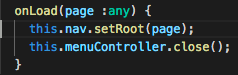 onLoad(page :any) {
this.nav.setRoot(page);
this.menuController.close();
}